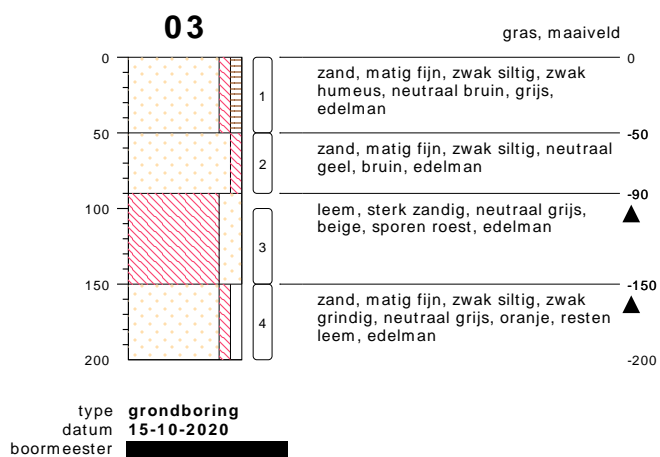 03
gras, maaiveld
0
0
1
zand, matig fijn, zwak siltig, zwak
humeus, neutraal bruin, grijs,
edelman
50
-50
2
zand, matig fijn, zwak siltig, neutraal
geel, bruin, edelman
-90
100
3
leem, sterk zandig, neutraal grijs,
beige, sporen roest, edelman
150
-150
4
zand, matig fijn, zwak siltig, zwak
grindig, neutraal grijs, oranje, resten
leem, edelman
200
-200
type grondboring
datum 15-10-2020
boormeester